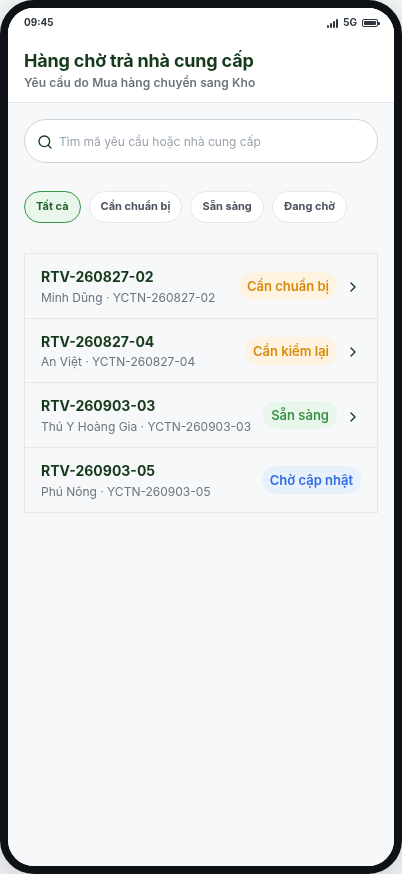 09:45
5G
Hàng chờ trả nhà cung cấp
Yêu cầu do Mua hàng chuyển sang Kho
Tìm mã yêu cầu hoặc nhà cung cấp
Tất cả
Cần chuẩn bị
Sẵn sàng
Đang chờ
RTV-260827-02
Cần chuẩn bị
Minh Dũng · YCTN-260827-02
RTV-260827-04
Cần kiểm lại
An Việt · YCTN-260827-04
RTV-260903-03
Sẵn sàng
Thú Y Hoàng Gia · YCTN-260903-03
RTV-260903-05
Chờ cập nhật
Phú Nông · YCTN-260903-05